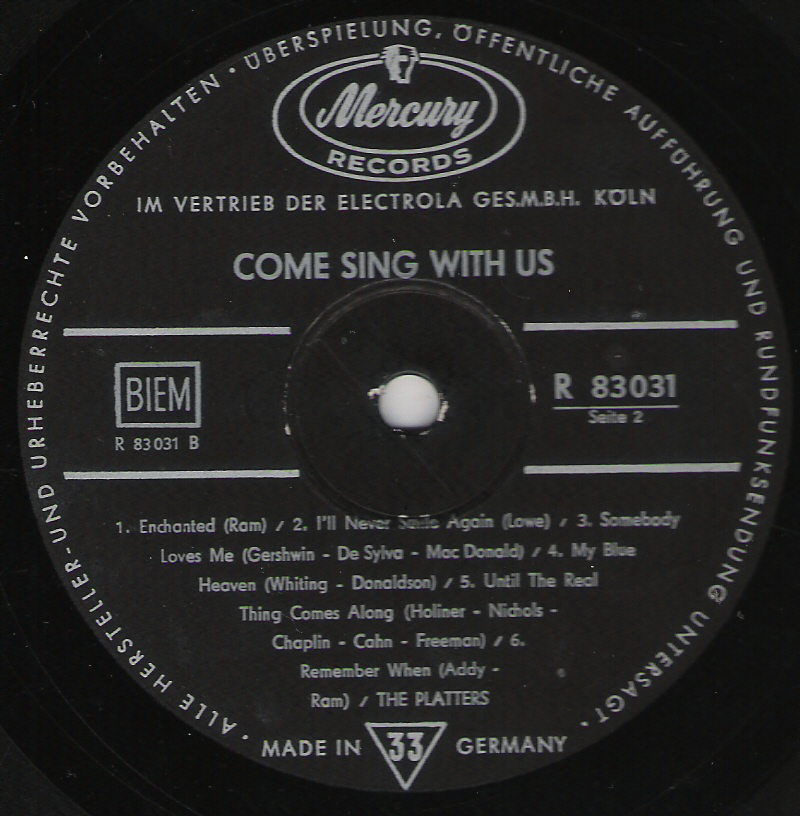 ALLE HERSTELLER- UND URHEBERRECHTE VORBEHALTEN · ÜBERSPIELUNG, ÖFFENTLICHE AUFFÜHRUNG UND RUNDFUNKSENDUNG UNTERSAGT ·
Mercury
RECORDS
IM VERTRIEB DER ELECTROLA GES.M.B.H. KÖLN
COME SING WITH US
BIEM
R 83031 B
R 83031
Seite 2
1. Enchanted (Ram) / 2. I'll Never Smile Again (Lowe) / 3. Somebody
Loves Me (Gershwin - De Sylva - Mac Donald) / 4. My Blue
Heaven (Whiting - Donaldson) / 5. Until The Real
Thing Comes Along (Holiner - Nichols -
Chaplin - Cahn - Freeman) / 6.
Remember When (Addy -
Ram) / THE PLATTERS
MADE IN 33 GERMANY